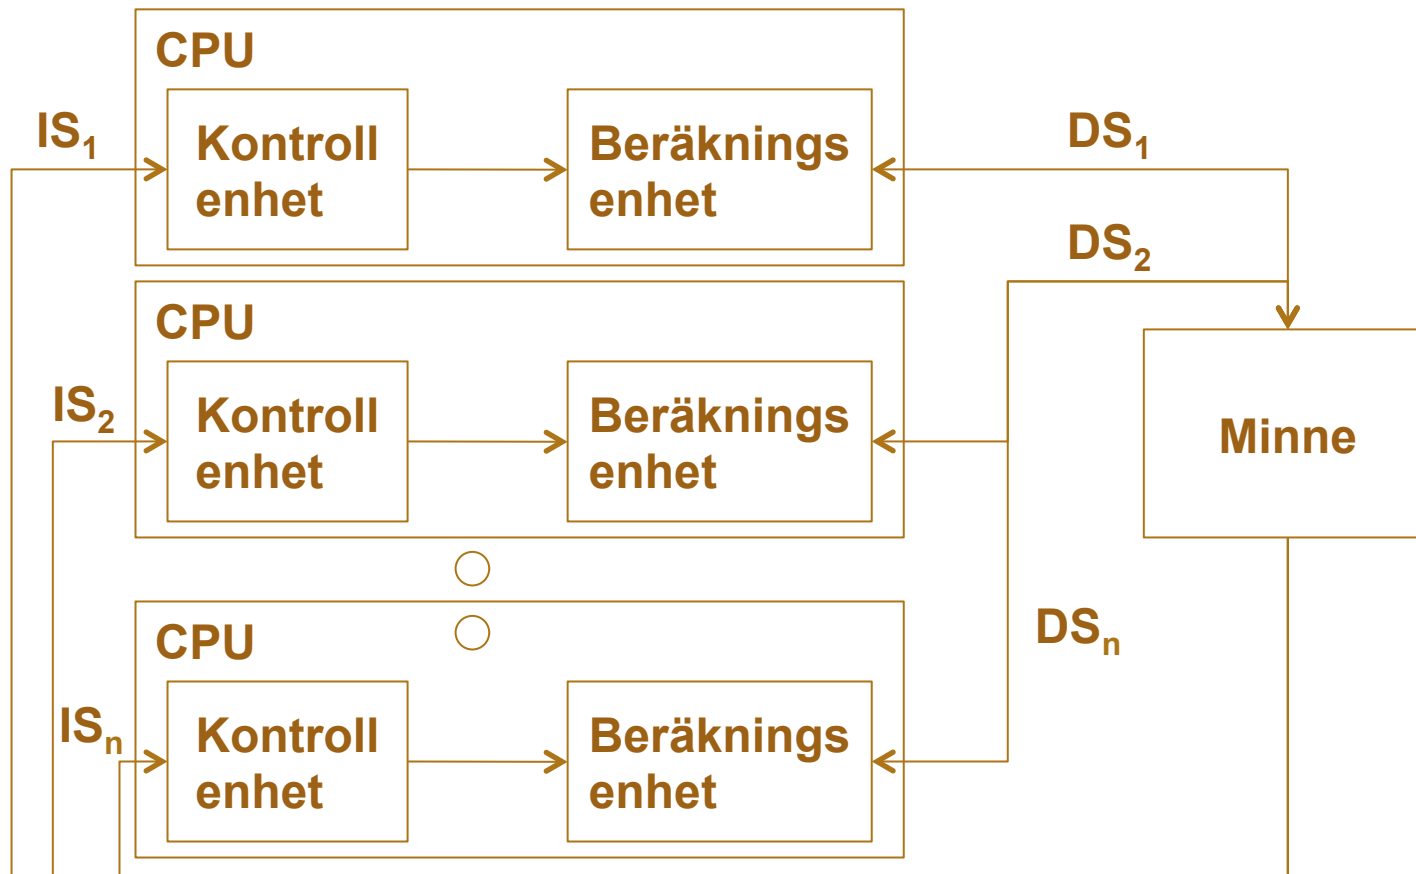 CPU
IS₁
Kontroll
enhet
Beräknings
enhet
DS₁
DS₂
CPU
IS₂
Kontroll
enhet
Beräknings
enhet
Minne
CPU
ISₙ
Kontroll
enhet
Beräknings
enhet
DSₙ